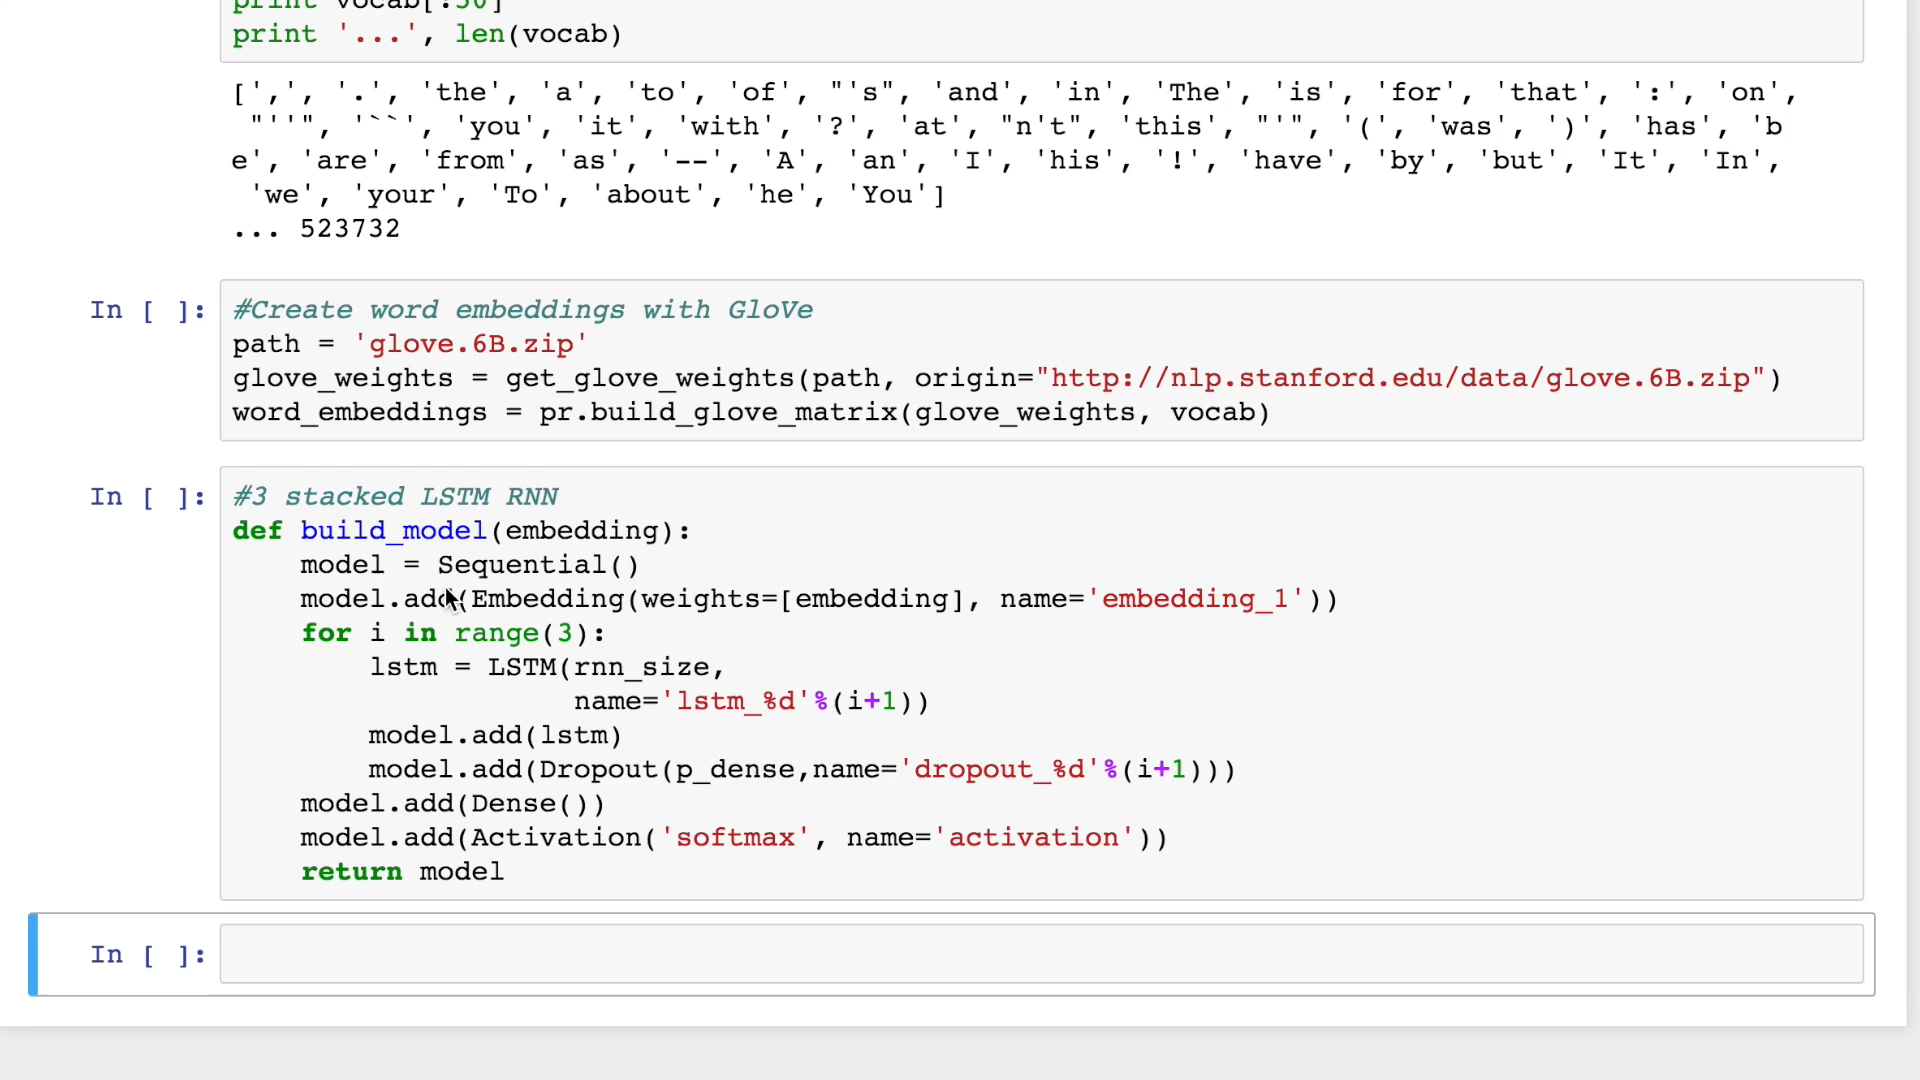 print vocab[:50]
print '...', len(vocab)
[',', '.', 'the', 'a', 'to', 'of', "'s", 'and', 'in', 'The', 'is', 'for', 'that', ':', 'on',
"''", '``', 'you', 'it', 'with', '?', 'at', "n't", 'this', "'", '(', 'was', ')', 'has', 'b
e', 'are', 'from', 'as', '--', 'A', 'an', 'I', 'his', '!', 'have', 'by', 'but', 'It', 'In',
'we', 'your', 'To', 'about', 'he', 'You']
... 523732
In [ ]: #Create word embeddings with GloVe
path = 'glove.6B.zip'
glove_weights = get_glove_weights(path, origin="http://nlp.stanford.edu/data/glove.6B.zip")
word_embeddings = pr.build_glove_matrix(glove_weights, vocab)
In [ ]: #3 stacked LSTM RNN
def build_model(embedding):
    model = Sequential()
    model.add(Embedding(weights=[embedding], name='embedding_1'))
    for i in range(3):
        lstm = LSTM(rnn_size,
                    name='lstm_%d'%(i+1))
        model.add(lstm)
        model.add(Dropout(p_dense,name='dropout_%d'%(i+1)))
    model.add(Dense())
    model.add(Activation('softmax', name='activation'))
    return model
In [ ]: